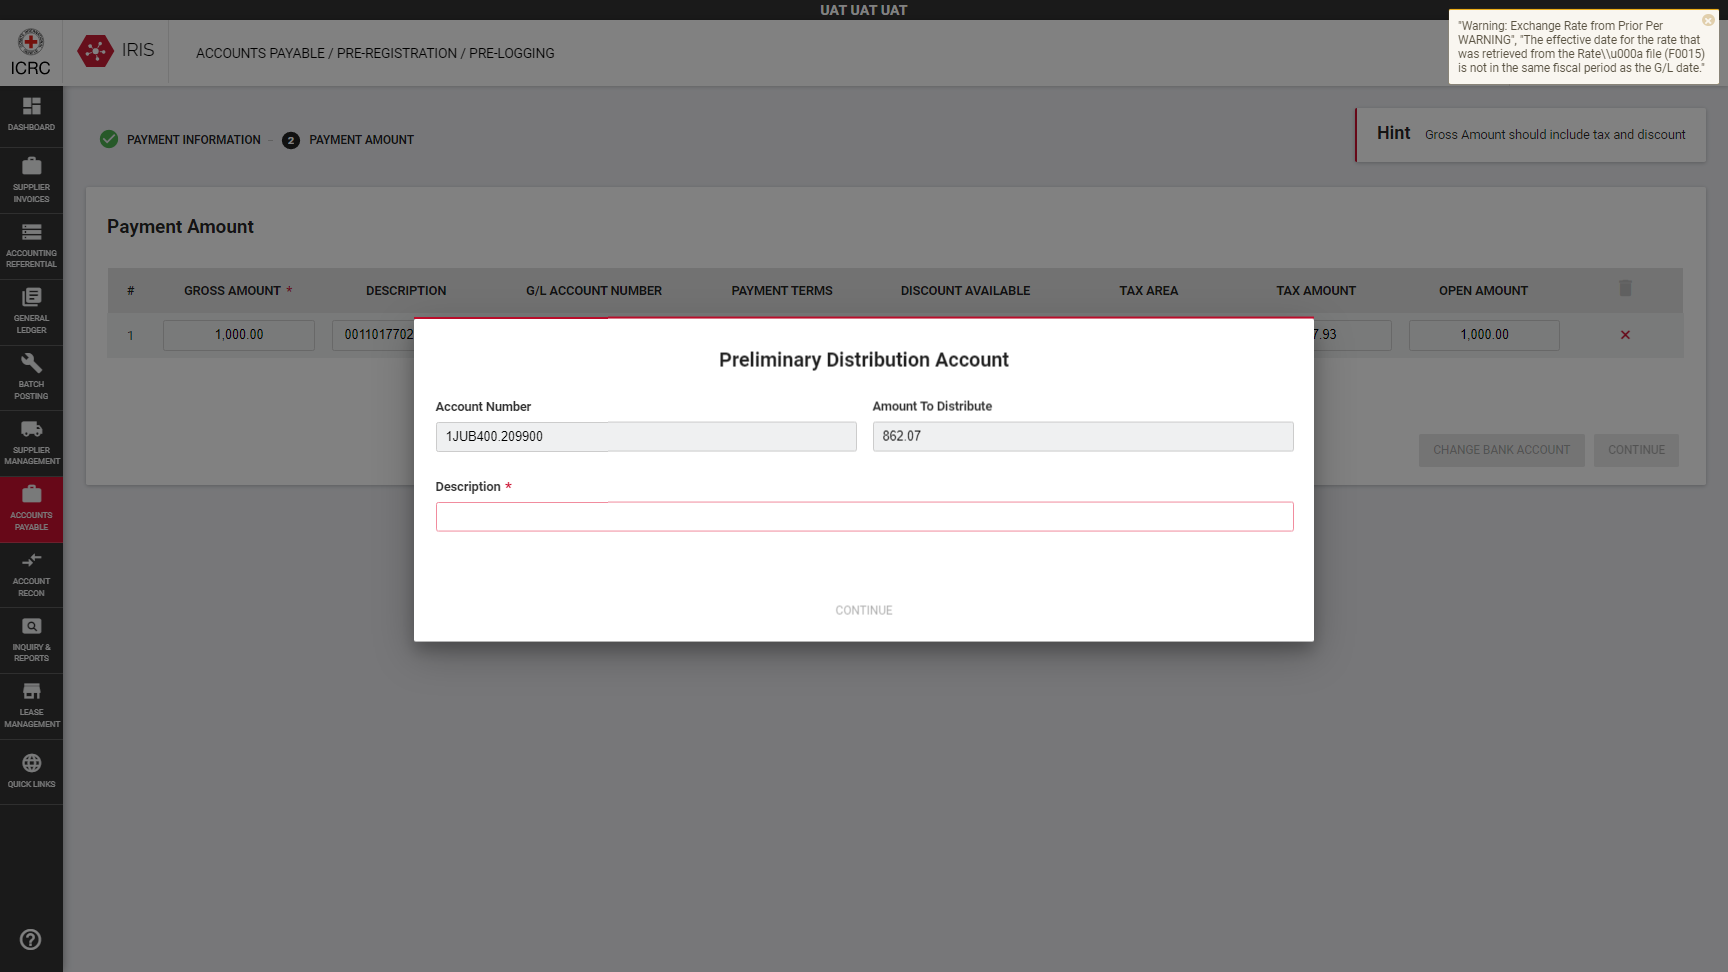 UAT UAT UAT
ICRC
IRIS
ACCOUNTS PAYABLE / PRE-REGISTRATION / PRE-LOGGING
"Warning: Exchange Rate from Prior Per
WARNING", "The effective date for the rate that
was retrieved from the Rate\\u000a file (F0015)
is not in the same fiscal period as the G/L date."
DASHBOARD
SUPPLIER
INVOICES
ACCOUNTING
REFERENTIAL
GENERAL
LEDGER
BATCH
POSTING
SUPPLIER
MANAGEMENT
ACCOUNTS
PAYABLE
ACCOUNT
RECON
INQUIRY &
REPORTS
LEASE
MANAGEMENT
QUICK LINKS
PAYMENT INFORMATION - 2 PAYMENT AMOUNT
Hint Gross Amount should include tax and discount
Payment Amount
# GROSS AMOUNT * DESCRIPTION G/L ACCOUNT NUMBER PAYMENT TERMS DISCOUNT AVAILABLE TAX AREA TAX AMOUNT OPEN AMOUNT
1 1,000.00 0011017702 7.93 1,000.00
CHANGE BANK ACCOUNT CONTINUE
Preliminary Distribution Account
Account Number Amount To Distribute
1JUB400.209900 862.07
Description *
CONTINUE